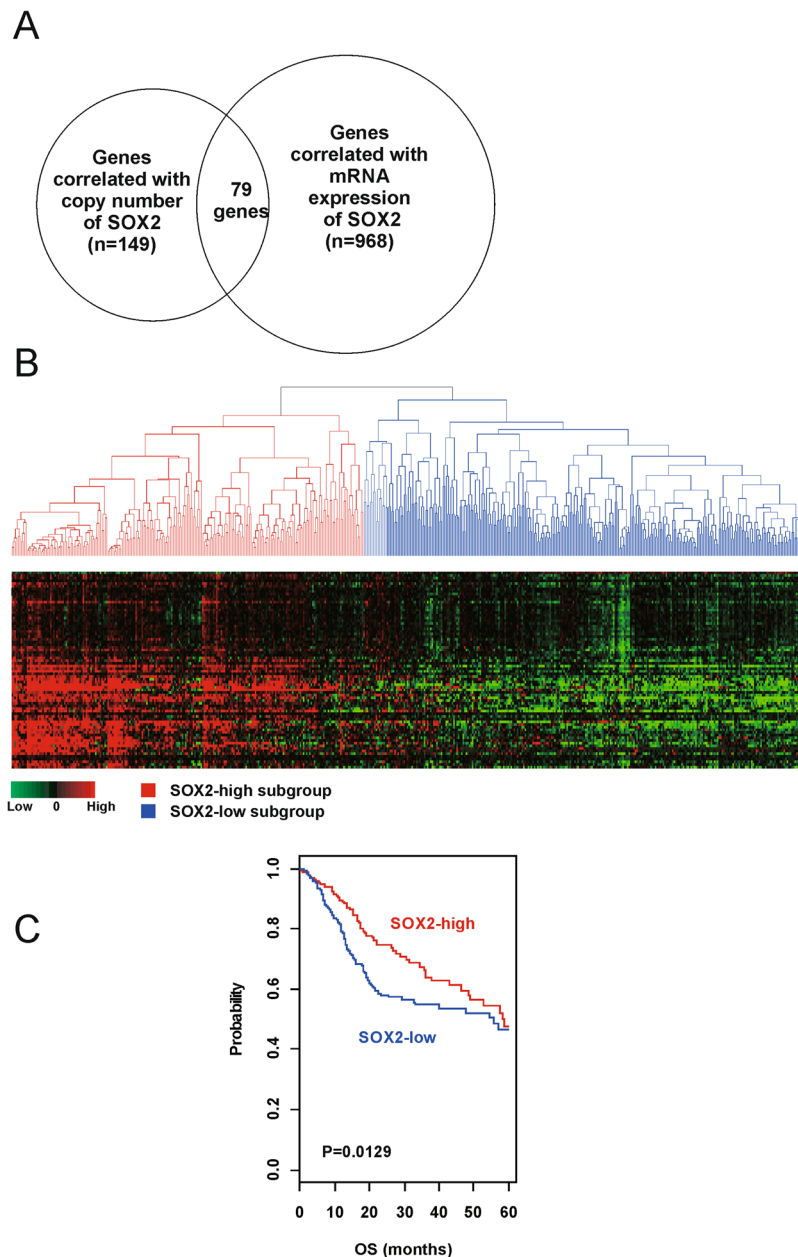 A
Genes
correlated with
copy number
of SOX2
(n=149)
79
genes
Genes
correlated with
mRNA
expression
of SOX2
(n=968)
B
Low 0 High
SOX2-high subgroup
SOX2-low subgroup
C
Probability
1.0
0.8
0.6
0.4
0.2
0.0
SOX2-high
SOX2-low
P=0.0129
0 10 20 30 40 50 60
OS (months)